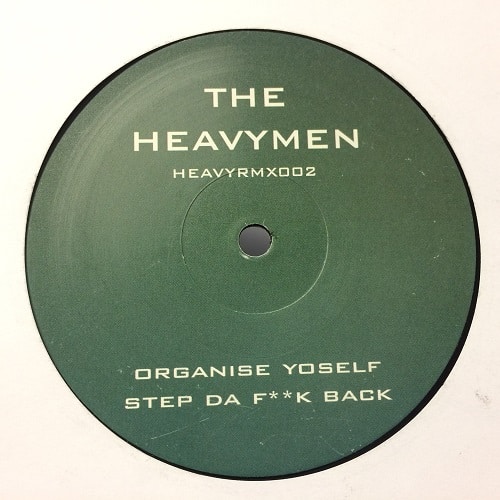 THE
HEAVYMEN
HEAVYRMX002
ORGANISE YOSELF
STEP DA F**K BACK